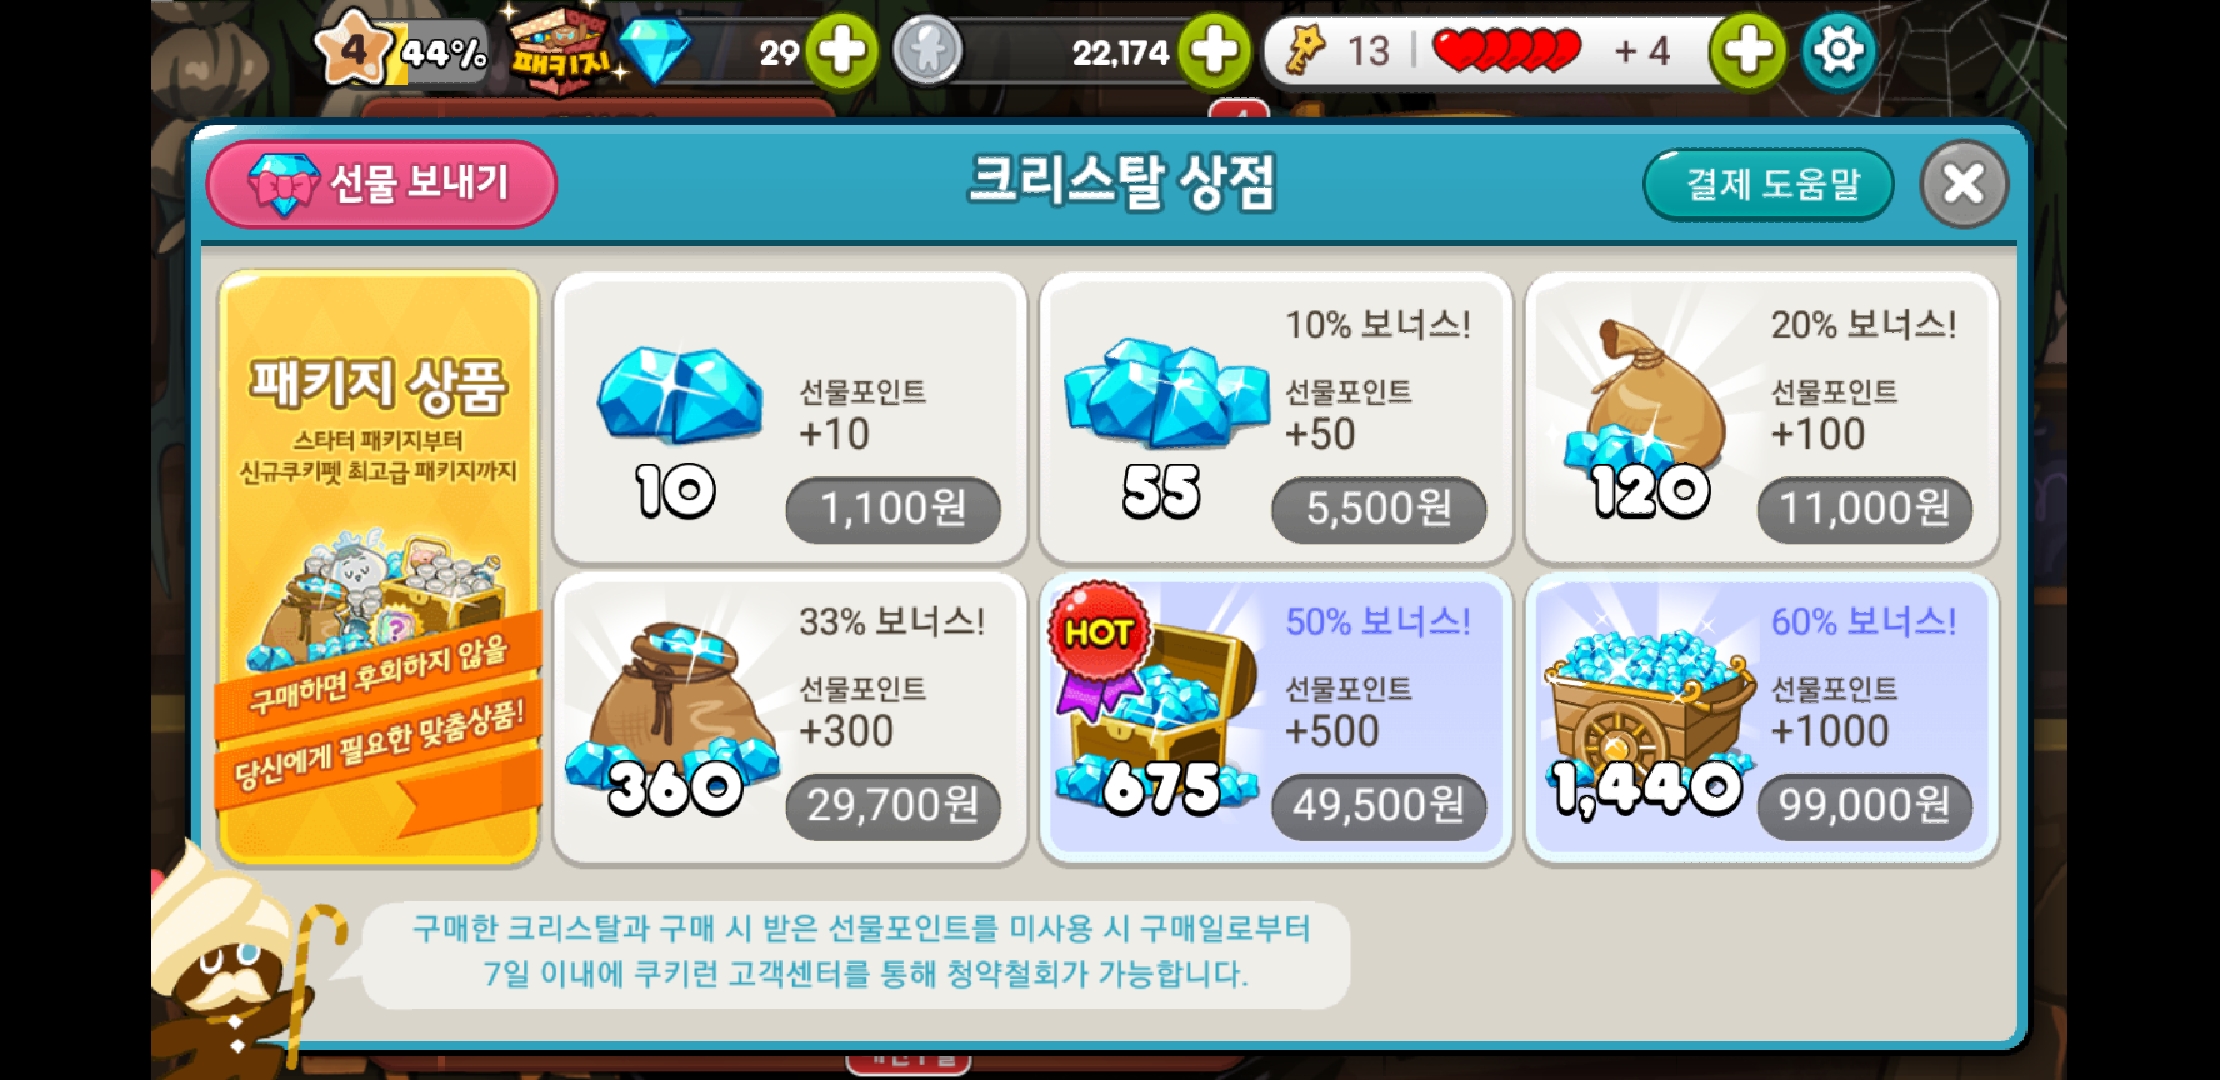 4 44% 패키지 29 22,174 13 +4
선물 보내기
크리스탈 상점
결제 도움말
패키지 상품
스타터 패키지부터
신규쿠키펫 최고급 패키지까지
구매하면 후회하지 않을
당신에게 필요한 맞춤상품!
선물포인트
+10
10
1,100원
10% 보너스!
선물포인트
+50
55
5,500원
20% 보너스!
선물포인트
+100
120
11,000원
33% 보너스!
선물포인트
+300
360
29,700원
HOT
50% 보너스!
선물포인트
+500
675
49,500원
60% 보너스!
선물포인트
+1000
1,440
99,000원
구매한 크리스탈과 구매 시 받은 선물포인트를 미사용 시 구매일로부터
7일 이내에 쿠키런 고객센터를 통해 청약철회가 가능합니다.